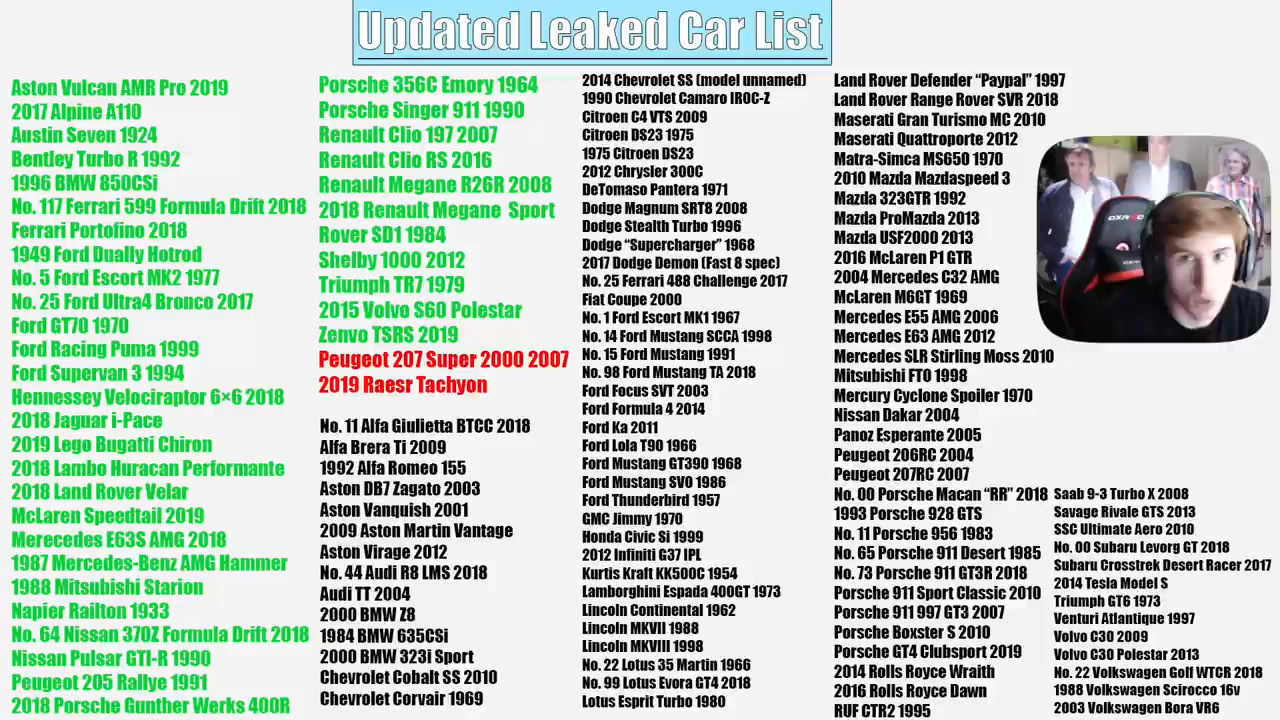 Updated Leaked Car List
Aston Vulcan AMR Pro 2019
2017 Alpine A110
Austin Seven 1924
Bentley Turbo R 1992
1996 BMW 850CSi
No. 117 Ferrari 599 Formula Drift 2018
Ferrari Portofino 2018
1949 Ford Dually Hotrod
No. 5 Ford Escort MK2 1977
No. 25 Ford Ultra4 Bronco 2017
Ford GT70 1970
Ford Racing Puma 1999
Ford Supervan 3 1994
Hennessey Velociraptor 6×6 2018
2018 Jaguar i-Pace
2019 Lego Bugatti Chiron
2018 Lambo Huracan Performante
2018 Land Rover Velar
McLaren Speedtail 2019
Merecedes E63S AMG 2018
1987 Mercedes-Benz AMG Hammer
1988 Mitsubishi Starion
Napier Railton 1933
No. 64 Nissan 370Z Formula Drift 2018
Nissan Pulsar GTI-R 1990
Peugeot 205 Rallye 1991
2018 Porsche Gunther Werks 400R
Porsche 356C Emory 1964
Porsche Singer 911 1990
Renault Clio 197 2007
Renault Clio RS 2016
Renault Megane R26R 2008
2018 Renault Megane Sport
Rover SD1 1984
Shelby 1000 2012
Triumph TR7 1979
2015 Volvo S60 Polestar
Zenvo TSRS 2019
Peugeot 207 Super 2000 2007
2019 Raesr Tachyon
No. 11 Alfa Giulietta BTCC 2018
Alfa Brera Ti 2009
1992 Alfa Romeo 155
Aston DB7 Zagato 2003
Aston Vanquish 2001
2009 Aston Martin Vantage
Aston Virage 2012
No. 44 Audi R8 LMS 2018
Audi TT 2004
2000 BMW Z8
1984 BMW 635CSi
2000 BMW 323i Sport
Chevrolet Cobalt SS 2010
Chevrolet Corvair 1969
2014 Chevrolet SS (model unnamed)
1990 Chevrolet Camaro IROC-Z
Citroen C4 VTS 2009
Citroen DS23 1975
1975 Citroen DS23
2012 Chrysler 300C
DeTomaso Pantera 1971
Dodge Magnum SRT8 2008
Dodge Stealth Turbo 1996
Dodge “Supercharger” 1968
2017 Dodge Demon (Fast 8 spec)
No. 25 Ferrari 488 Challenge 2017
Fiat Coupe 2000
No. 1 Ford Escort MK1 1967
No. 14 Ford Mustang SCCA 1998
No. 15 Ford Mustang 1991
No. 98 Ford Mustang TA 2018
Ford Focus SVT 2003
Ford Formula 4 2014
Ford Ka 2011
Ford Lola T90 1966
Ford Mustang GT390 1968
Ford Mustang SVO 1986
Ford Thunderbird 1957
GMC Jimmy 1970
Honda Civic Si 1999
2012 Infiniti G37 IPL
Kurtis Kraft KK500C 1954
Lamborghini Espada 400GT 1973
Lincoln Continental 1962
Lincoln MKVII 1988
Lincoln MKVIII 1998
No. 22 Lotus 35 Martin 1966
No. 99 Lotus Evora GT4 2018
Lotus Esprit Turbo 1980
Land Rover Defender “Paypal” 1997
Land Rover Range Rover SVR 2018
Maserati Gran Turismo MC 2010
Maserati Quattroporte 2012
Matra-Simca MS650 1970
2010 Mazda Mazdaspeed 3
Mazda 323GTR 1992
Mazda ProMazda 2013
Mazda USF2000 2013
2016 McLaren P1 GTR
2004 Mercedes C32 AMG
McLaren M6GT 1969
Mercedes E55 AMG 2006
Mercedes E63 AMG 2012
Mercedes SLR Stirling Moss 2010
Mitsubishi FTO 1998
Mercury Cyclone Spoiler 1970
Nissan Dakar 2004
Panoz Esperante 2005
Peugeot 206RC 2004
Peugeot 207RC 2007
No. 00 Porsche Macan “RR” 2018
1993 Porsche 928 GTS
No. 11 Porsche 956 1983
No. 65 Porsche 911 Desert 1985
No. 73 Porsche 911 GT3R 2018
Porsche 911 Sport Classic 2010
Porsche 911 997 GT3 2007
Porsche Boxster S 2010
Porsche GT4 Clubsport 2019
2014 Rolls Royce Wraith
2016 Rolls Royce Dawn
RUF CTR2 1995
Saab 9-3 Turbo X 2008
Savage Rivale GTS 2013
SSC Ultimate Aero 2010
No. 00 Subaru Levorg GT 2018
Subaru Crosstrek Desert Racer 2017
2014 Tesla Model S
Triumph GT6 1973
Venturi Atlantique 1997
Volvo C30 2009
Volvo C30 Polestar 2013
No. 22 Volkswagen Golf WTCR 2018
1988 Volkswagen Scirocco 16v
2003 Volkswagen Bora VR6